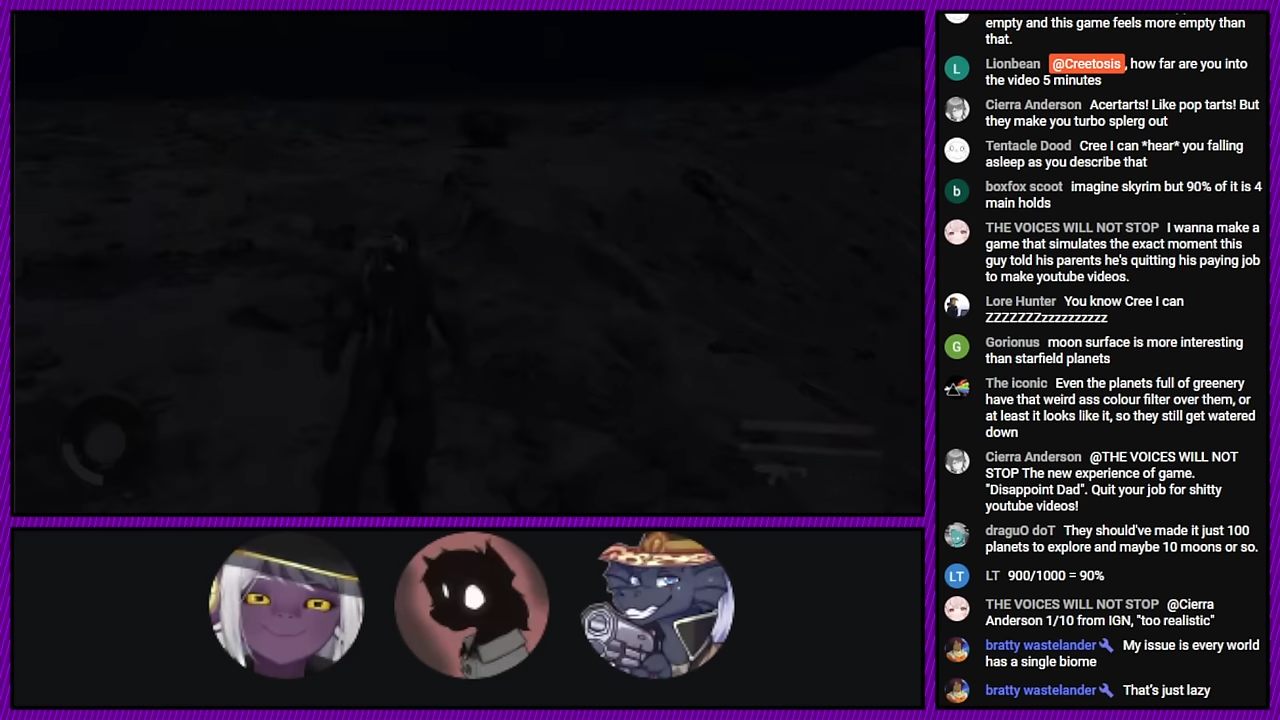 empty and this game feels more empty than
that.
L
Lionbean @Creetosis, how far are you into
the video 5 minutes
Cierra Anderson Acertarts! Like pop tarts! But
they make you turbo splerg out
Tentacle Dood Cree I can *hear* you falling
asleep as you describe that
b
boxfox scoot imagine skyrim but 90% of it is 4
main holds
THE VOICES WILL NOT STOP I wanna make a
game that simulates the exact moment this
guy told his parents he's quitting his paying job
to make youtube videos.
Lore Hunter You know Cree I can
ZZZZZZZzzzzzzzzzz
G
Gorionus moon surface is more interesting
than starfield planets
The iconic Even the planets full of greenery
have that weird ass colour filter over them, or
at least it looks like it, so they still get watered
down
Cierra Anderson @THE VOICES WILL NOT
STOP The new experience of game.
"Disappoint Dad". Quit your job for shitty
youtube videos!
draguO doT They should've made it just 100
planets to explore and maybe 10 moons or so.
LT
LT 900/1000 = 90%
THE VOICES WILL NOT STOP @Cierra
Anderson 1/10 from IGN, "too realistic"
bratty wastelander My issue is every world
has a single biome
bratty wastelander That's just lazy